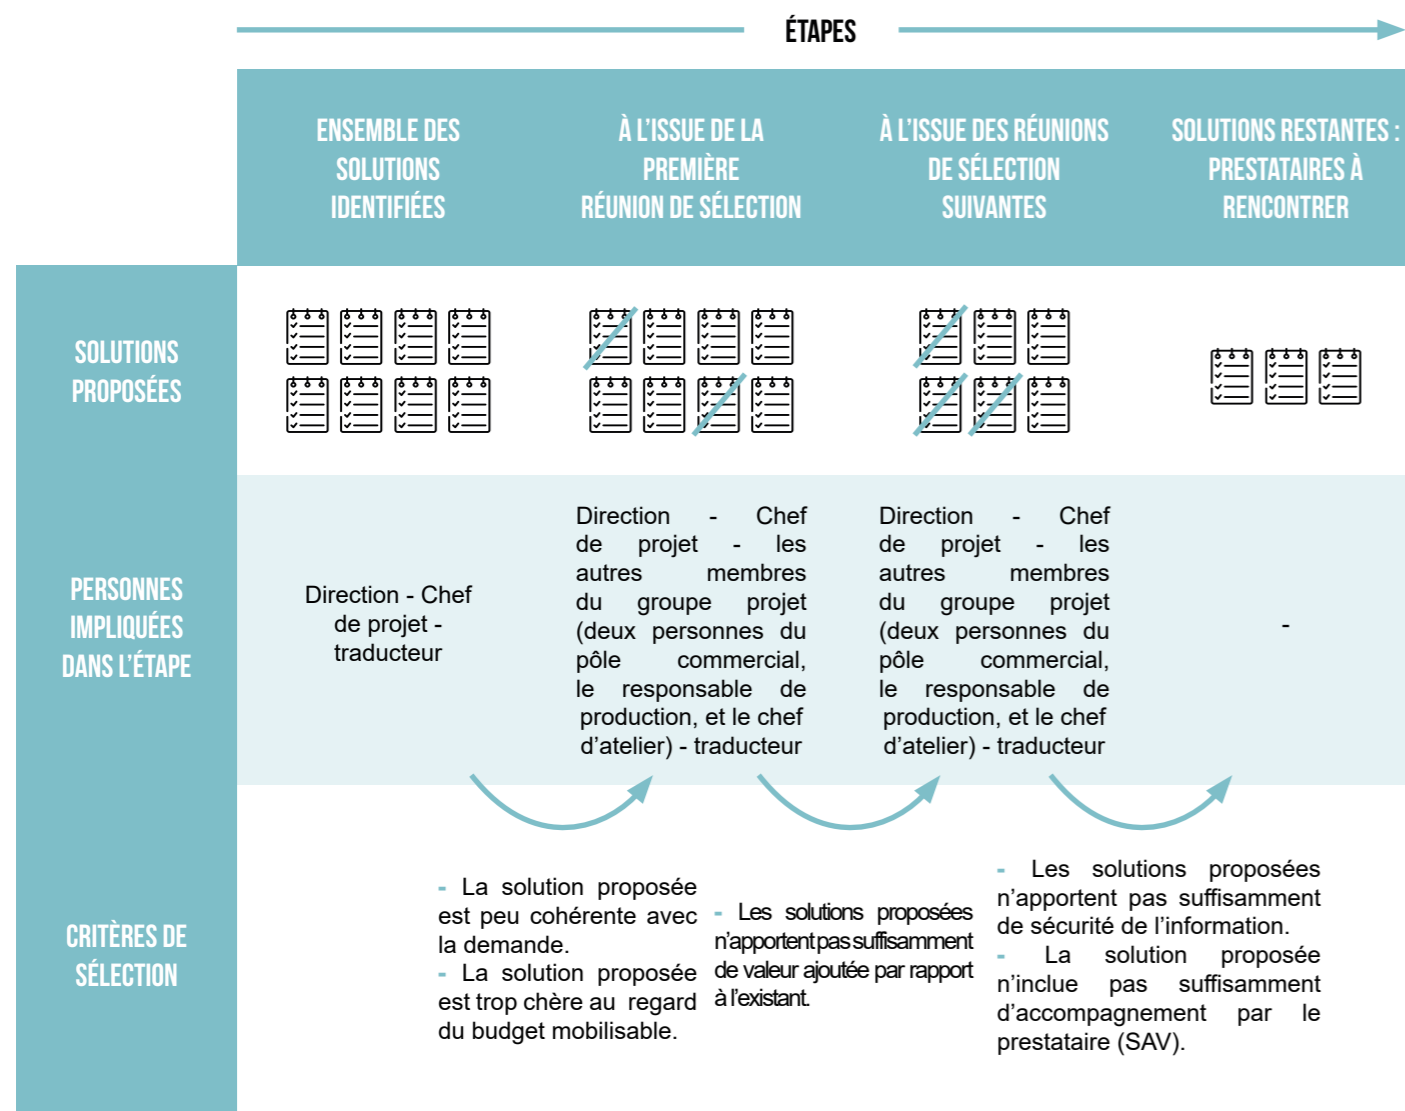 ÉTAPES
ENSEMBLE DES
SOLUTIONS
IDENTIFIÉES
À L'ISSUE DE LA
PREMIÈRE
RÉUNION DE SÉLECTION
À L'ISSUE DES RÉUNIONS
DE SÉLECTION
SUIVANTES
SOLUTIONS RESTANTES :
PRESTATAIRES À
RENCONTRER
SOLUTIONS
PROPOSÉES
PERSONNES
IMPLIQUÉES
DANS L'ÉTAPE
Direction - Chef
de projet -
traducteur
Direction - Chef
de projet - les
autres membres
du groupe projet
(deux personnes du
pôle commercial,
le responsable de
production, et le chef
d'atelier) - traducteur
Direction - Chef
de projet - les
autres membres
du groupe projet
(deux personnes du
pôle commercial,
le responsable de
production, et le chef
d'atelier) - traducteur
-
CRITÈRES DE
SÉLECTION
- La solution proposée
est peu cohérente avec
la demande.
- La solution proposée
est trop chère au regard
du budget mobilisable.
- Les solutions proposées
n'apportent pas suffisamment
de valeur ajoutée par rapport
à l'existant.
- Les solutions proposées
n'apportent pas suffisamment
de sécurité de l'information.
- La solution proposée
n'inclue pas suffisamment
d'accompagnement par le
prestataire (SAV).